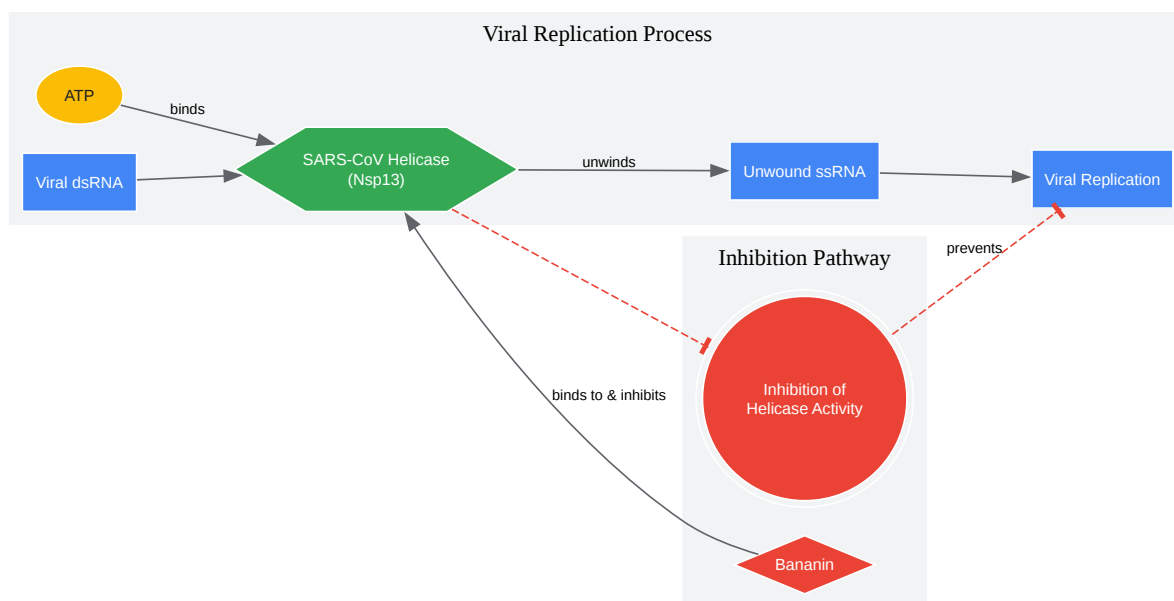 Viral Replication Process
ATP
binds
SARS-CoV Helicase
(Nsp13)
Viral dsRNA
unwinds
Unwound ssRNA
Viral Replication
Inhibition Pathway
prevents
Inhibition of
Helicase Activity
binds to & inhibits
Bananin